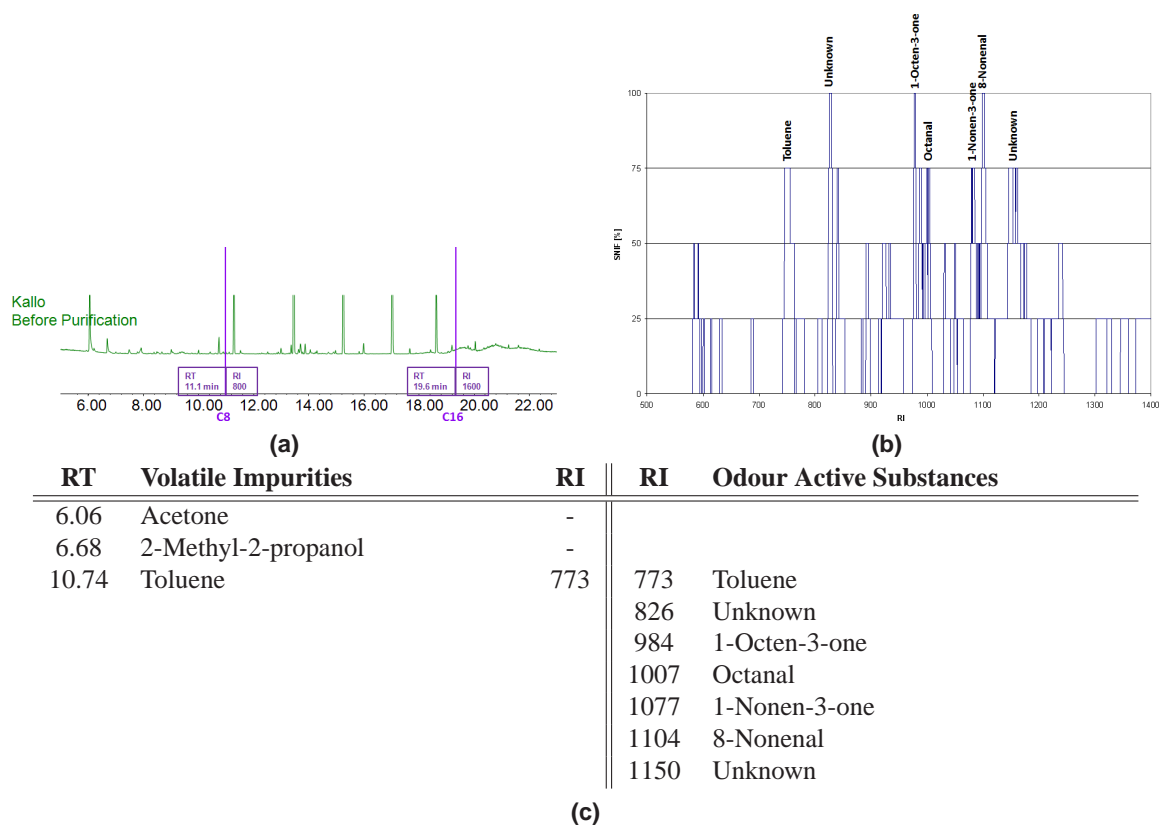 Kallo
Before Purification
RT
11.1 min
RI
800
RT
19.6 min
RI
1600
6.00 8.00 10.00 12.00 14.00 16.00 18.00 20.00 22.00
C8 C16
(a)
Unknown
1-Octen-3-one
1-Nonen-3-one
8-Nonenal
Toluene
Octanal
Unknown
100
75
50
25
0
SNIF [%]
500 600 700 800 900 1000 1100 1200 1300 1400
RI
(b)
RT Volatile Impurities RI RI Odour Active Substances
6.06 Acetone -
6.68 2-Methyl-2-propanol -
10.74 Toluene 773 773 Toluene
826 Unknown
984 1-Octen-3-one
1007 Octanal
1077 1-Nonen-3-one
1104 8-Nonenal
1150 Unknown
(c)